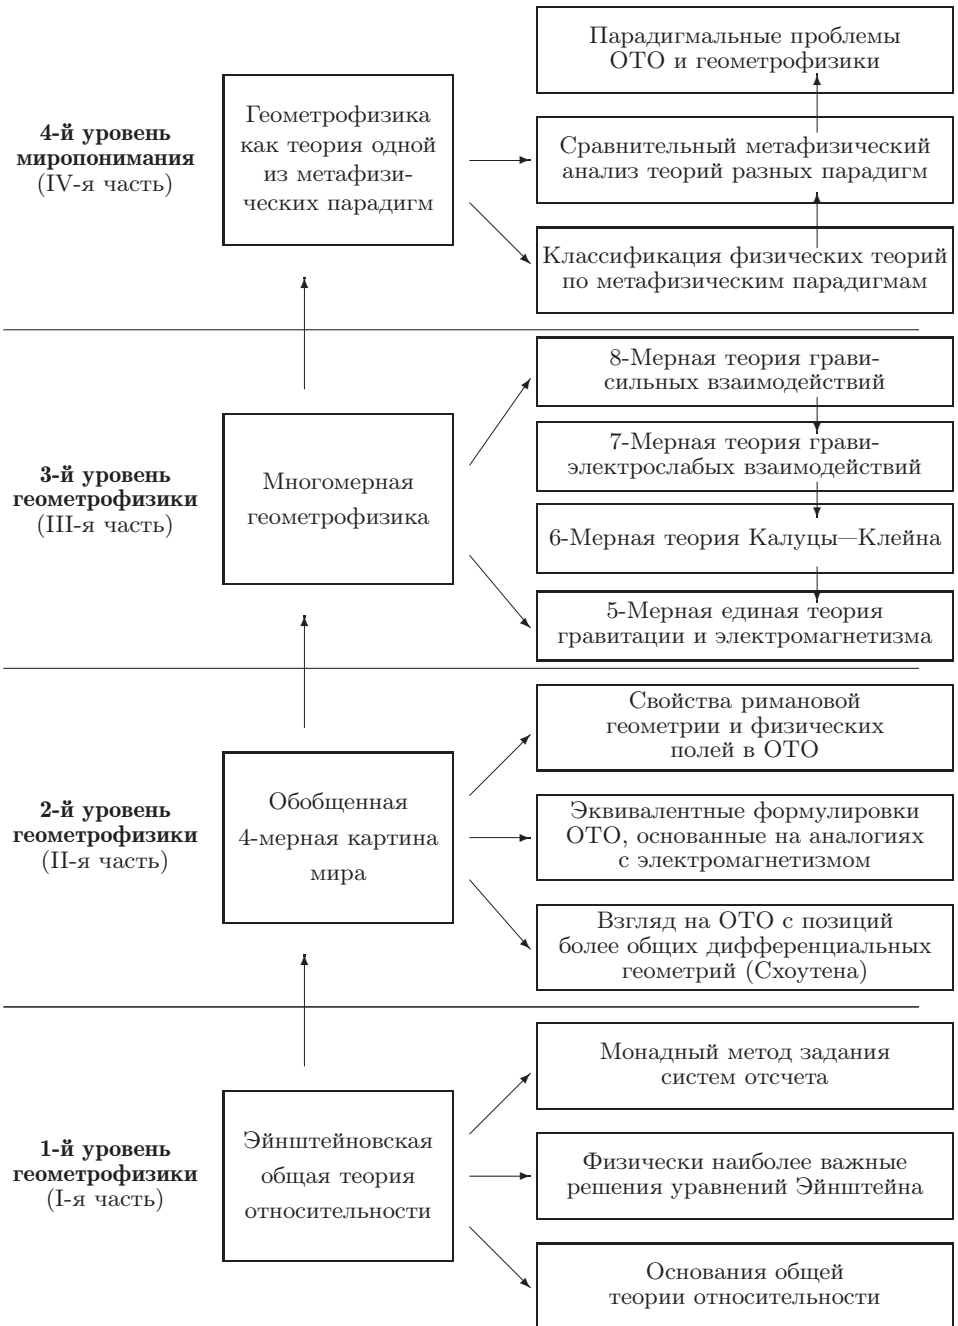 Парадигмальные проблемы
ОТО и геометрофизики
4-й уровень
миропонимания
(IV-я часть)
Геометрофизика
как теория одной
из метафизи-
ческих парадигм
Сравнительный метафизический
анализ теорий разных парадигм
Классификация физических теорий
по метафизическим парадигмам
3-й уровень
геометрофизики
(III-я часть)
Многомерная
геометрофизика
8-Мерная теория грави-
сильных взаимодействий
7-Мерная теория грави-
электрослабых взаимодействий
6-Мерная теория Калуцы—Клейна
5-Мерная единая теория
гравитации и электромагнетизма
2-й уровень
геометрофизики
(II-я часть)
Обобщенная
4-мерная картина
мира
Свойства римановой
геометрии и физических
полей в ОТО
Эквивалентные формулировки
ОТО, основанные на аналогиях
с электромагнетизмом
Взгляд на ОТО с позиций
более общих дифференциальных
геометрий (Схоутена)
1-й уровень
геометрофизики
(I-я часть)
Эйнштейновская
общая теория
относительности
Монадный метод задания
систем отсчета
Физически наиболее важные
решения уравнений Эйнштейна
Основания общей
теории относительности